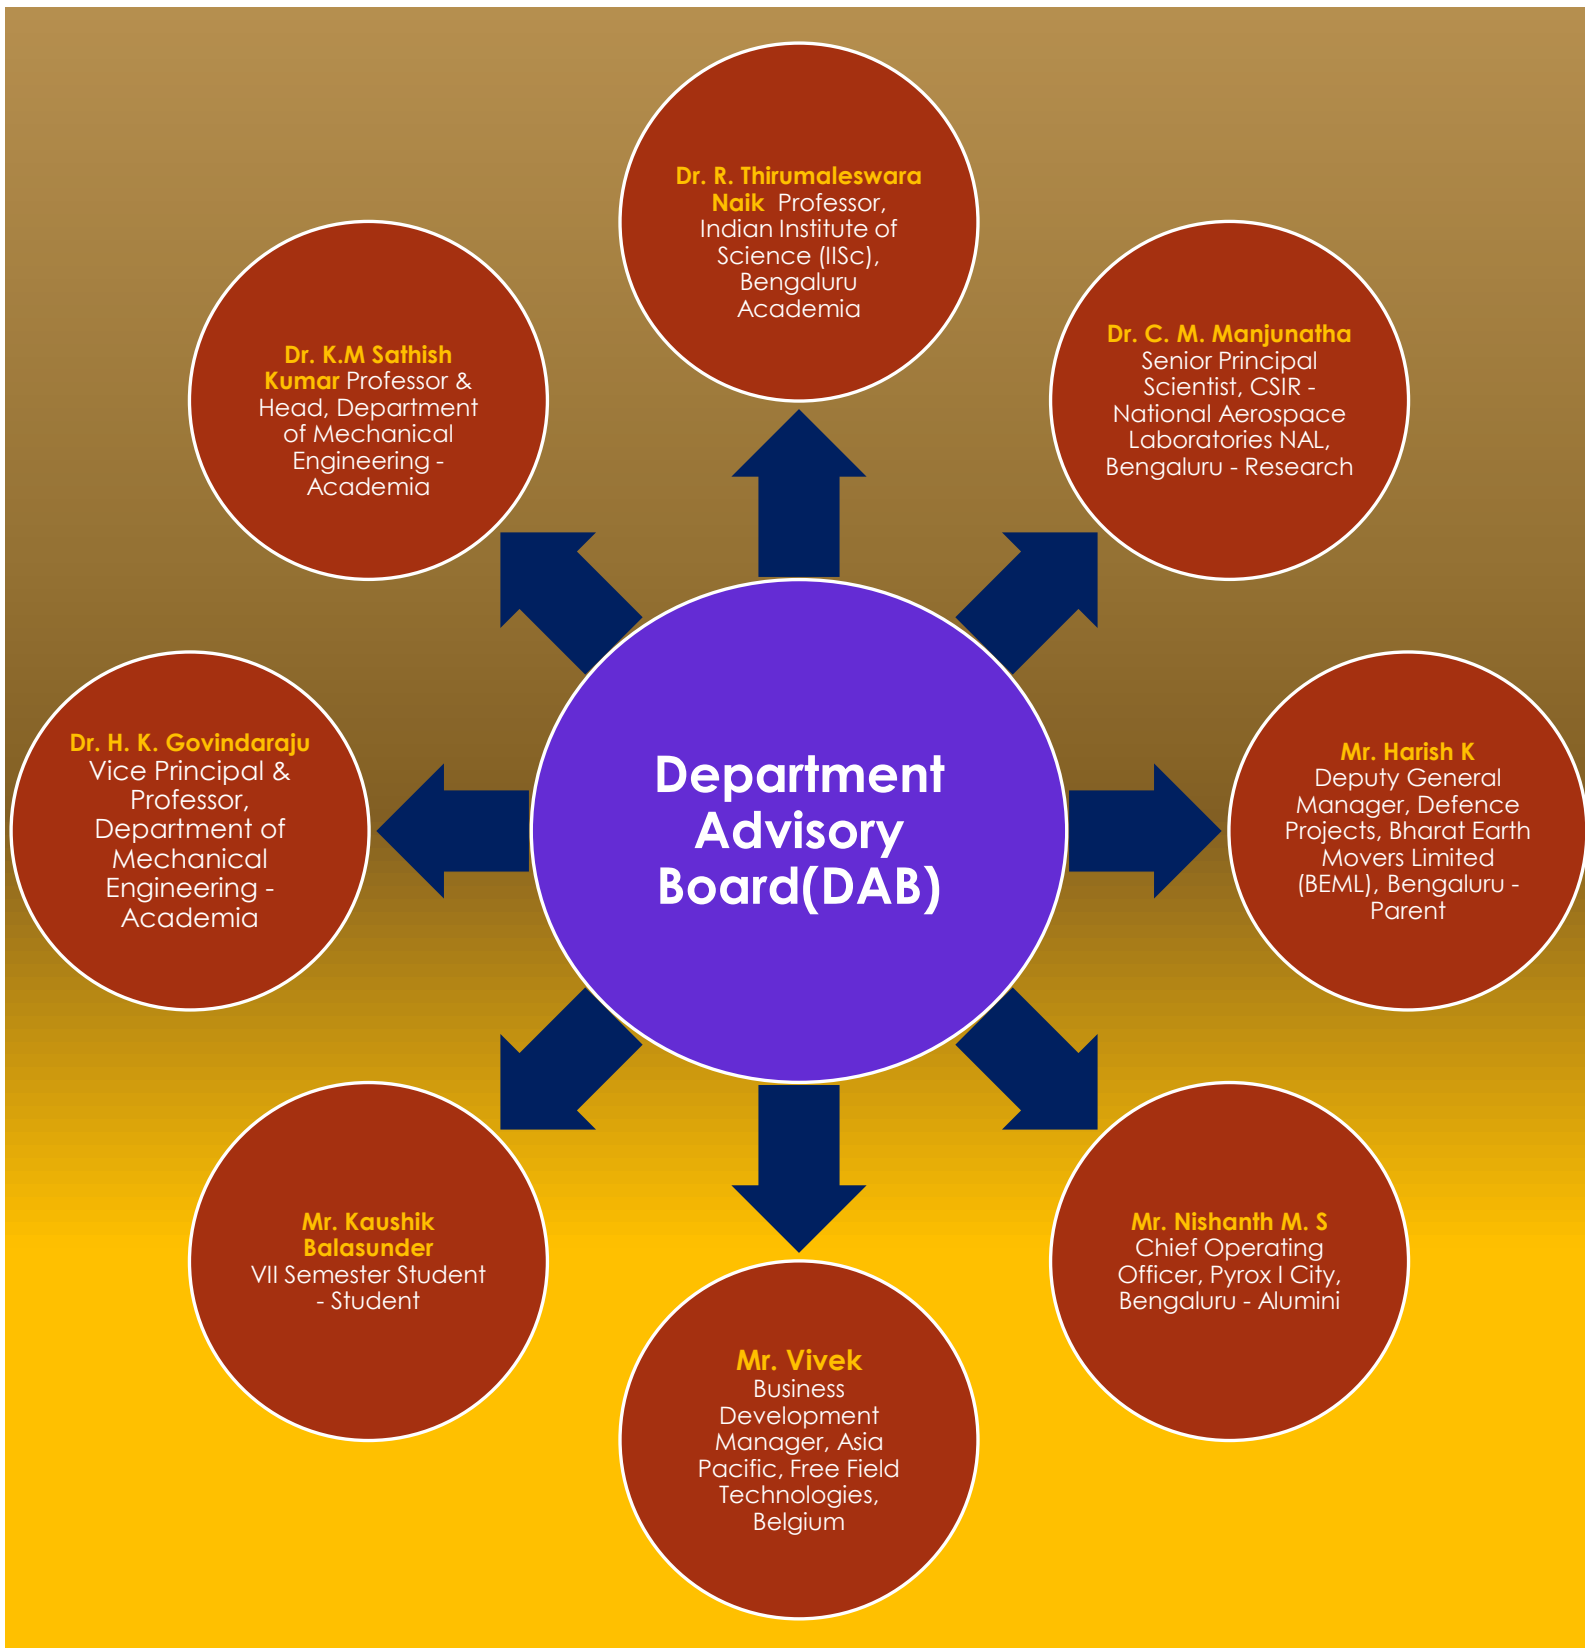 Dr. R. Thirumaleswara
Naik  Professor,
Indian Institute of
Science (IISc),
Bengaluru
Academia
Dr. C. M. Manjunatha
Senior Principal
Scientist, CSIR -
National Aerospace
Laboratories NAL,
Bengaluru - Research
Mr. Harish K
Deputy General
Manager, Defence
Projects, Bharat Earth
Movers Limited
(BEML), Bengaluru -
Parent
Mr. Nishanth M. S
Chief Operating
Officer, Pyrox I City,
Bengaluru - Alumini
Mr. Vivek
Business
Development
Manager, Asia
Pacific, Free Field
Technologies,
Belgium
Mr. Kaushik
Balasunder
VII Semester Student
- Student
Dr. H. K. Govindaraju
Vice Principal &
Professor,
Department of
Mechanical
Engineering -
Academia
Dr. K.M Sathish
Kumar Professor &
Head, Department
of Mechanical
Engineering -
Academia
Department
Advisory
Board(DAB)